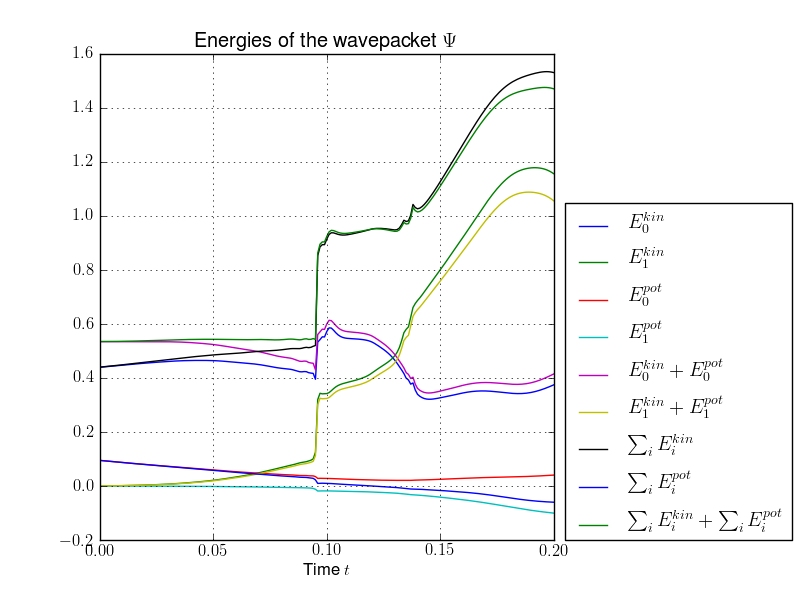 Energies of the wavepacket Ψ
1.6
1.4
1.2
1.0
0.8
0.6
0.4
0.2
0.0
−0.2
0.00 0.05 0.10 0.15 0.20
Time t
E_0^{kin}
E_1^{kin}
E_0^{pot}
E_1^{pot}
E_0^{kin} + E_0^{pot}
E_1^{kin} + E_1^{pot}
∑_i E_i^{kin}
∑_i E_i^{pot}
∑_i E_i^{kin} + ∑_i E_i^{pot}